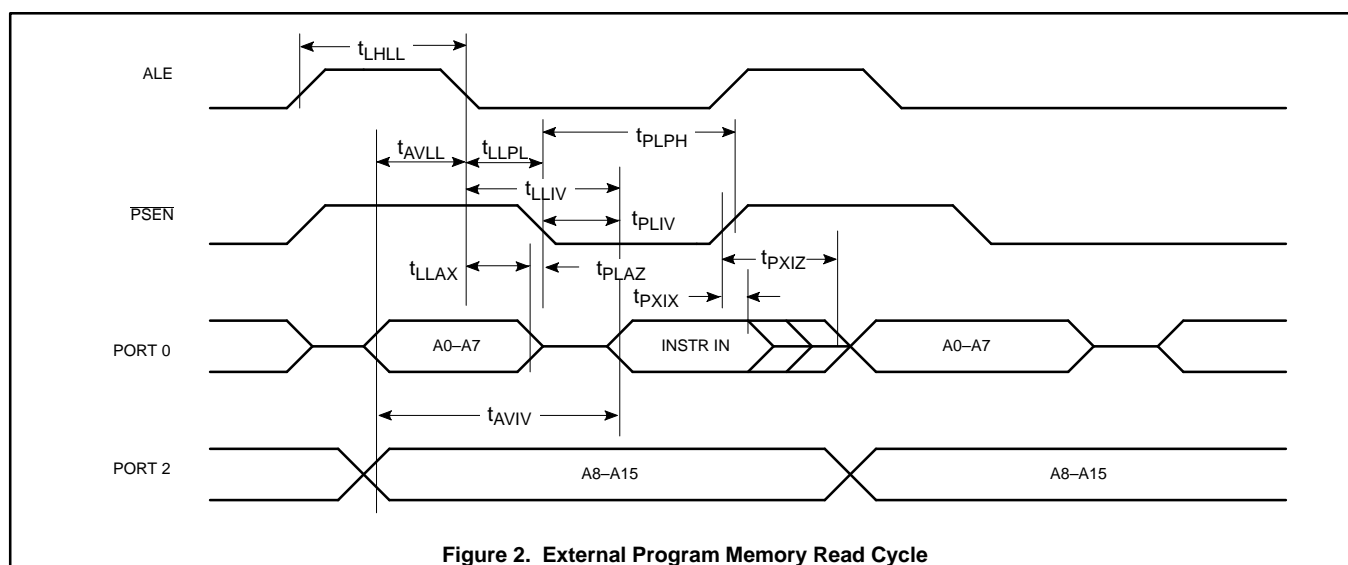 ALE
tLHLL
tAVLL
tLLPL
tPLPH
tLLIV
PSEN
tPLIV
tLLAX
tPLAZ
tPXIZ
tPXIX
PORT 0
A0–A7
INSTR IN
A0–A7
tAVIV
PORT 2
A8–A15
A8–A15
Figure 2. External Program Memory Read Cycle